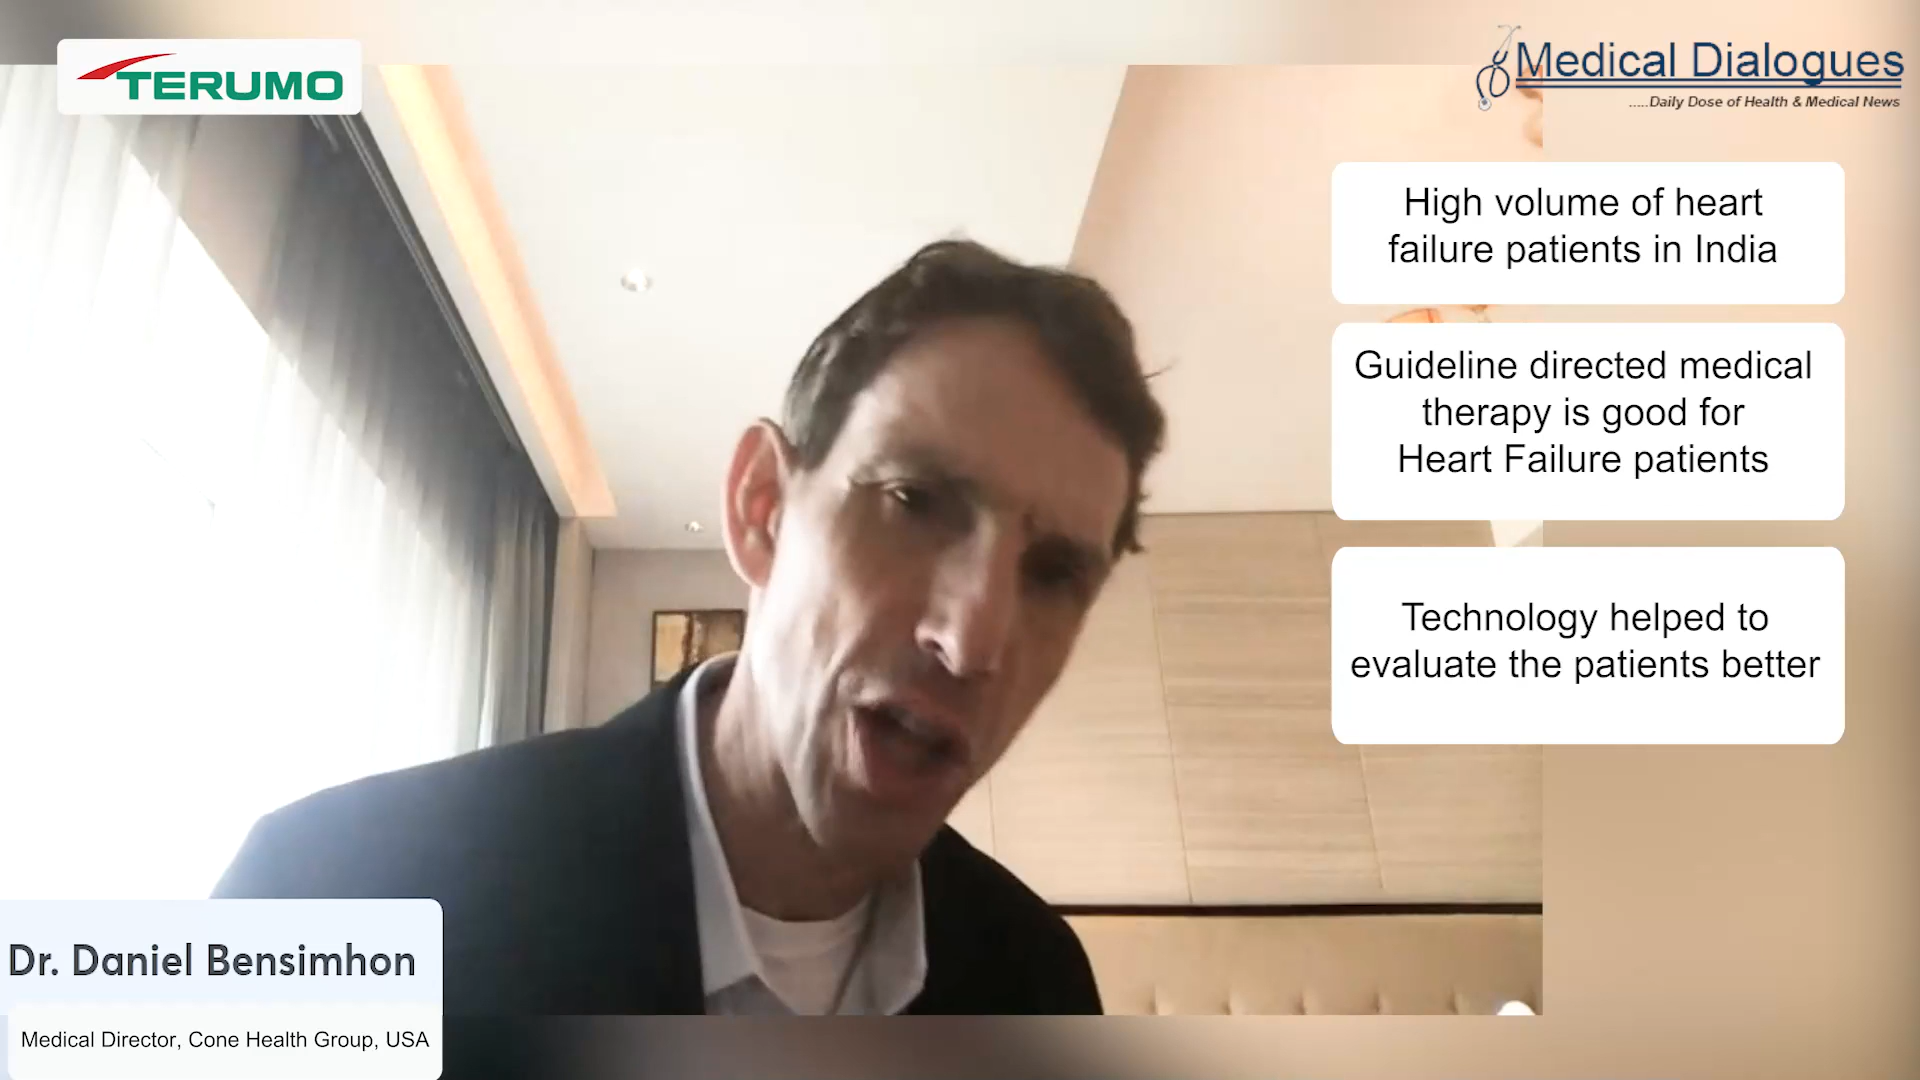 TERUMO
Medical Dialogues
.....Daily Dose of Health & Medical News
High volume of heart
failure patients in India
Guideline directed medical
therapy is good for
Heart Failure patients
Technology helped to
evaluate the patients better
Dr. Daniel Bensimhon
Medical Director, Cone Health Group, USA